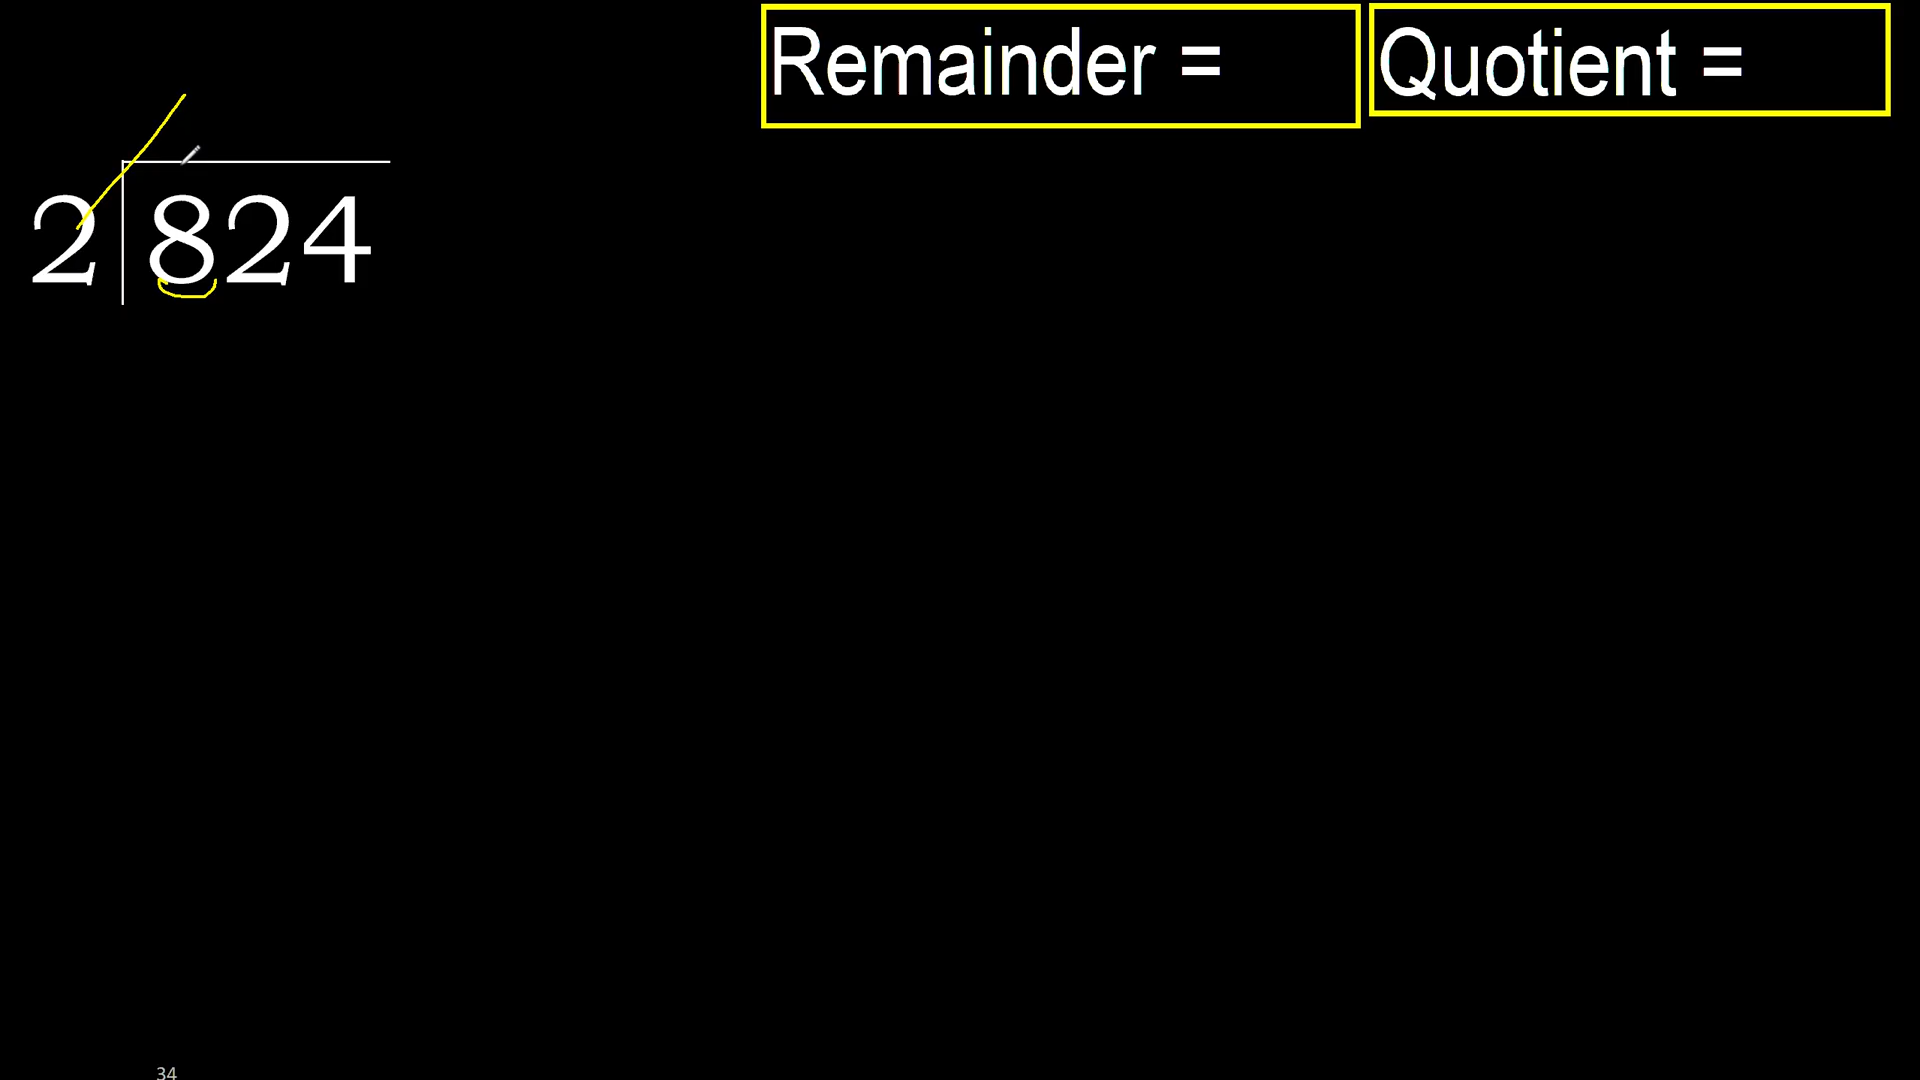 Remainder = Quotient =
2 824
34